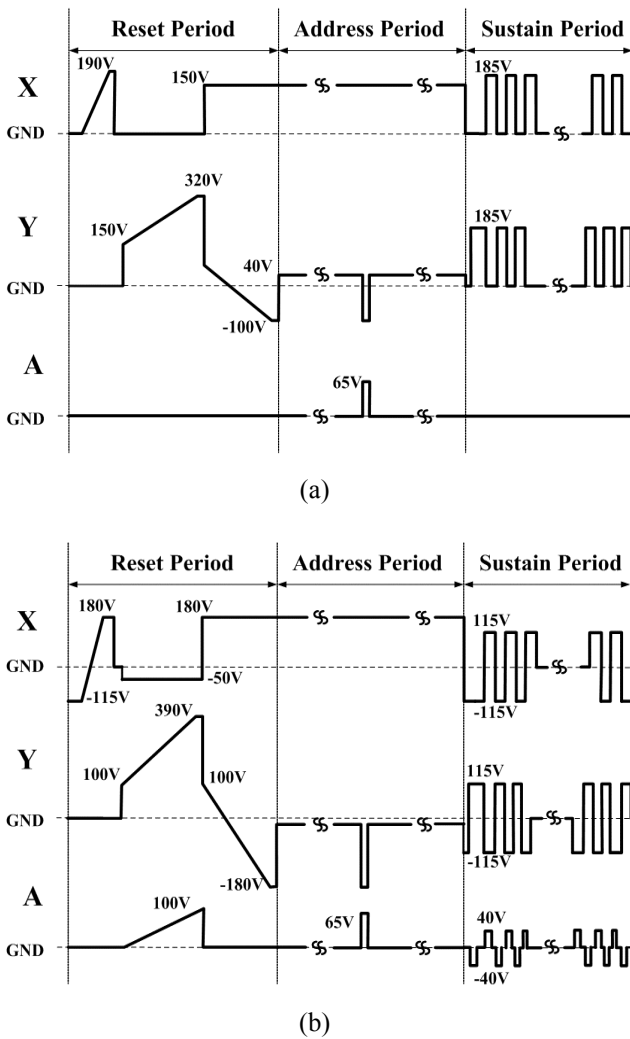 Reset Period Address Period Sustain Period
190V 150V 185V
X
GND
320V
Y 150V 185V
40V
GND
-100V
A
65V
GND
(a)
Reset Period Address Period Sustain Period
180V 180V 115V
X
GND
-50V
-115V -115V
390V
Y
100V 100V 115V
GND
-115V
-180V
A
100V 65V 40V
GND
-40V
(b)